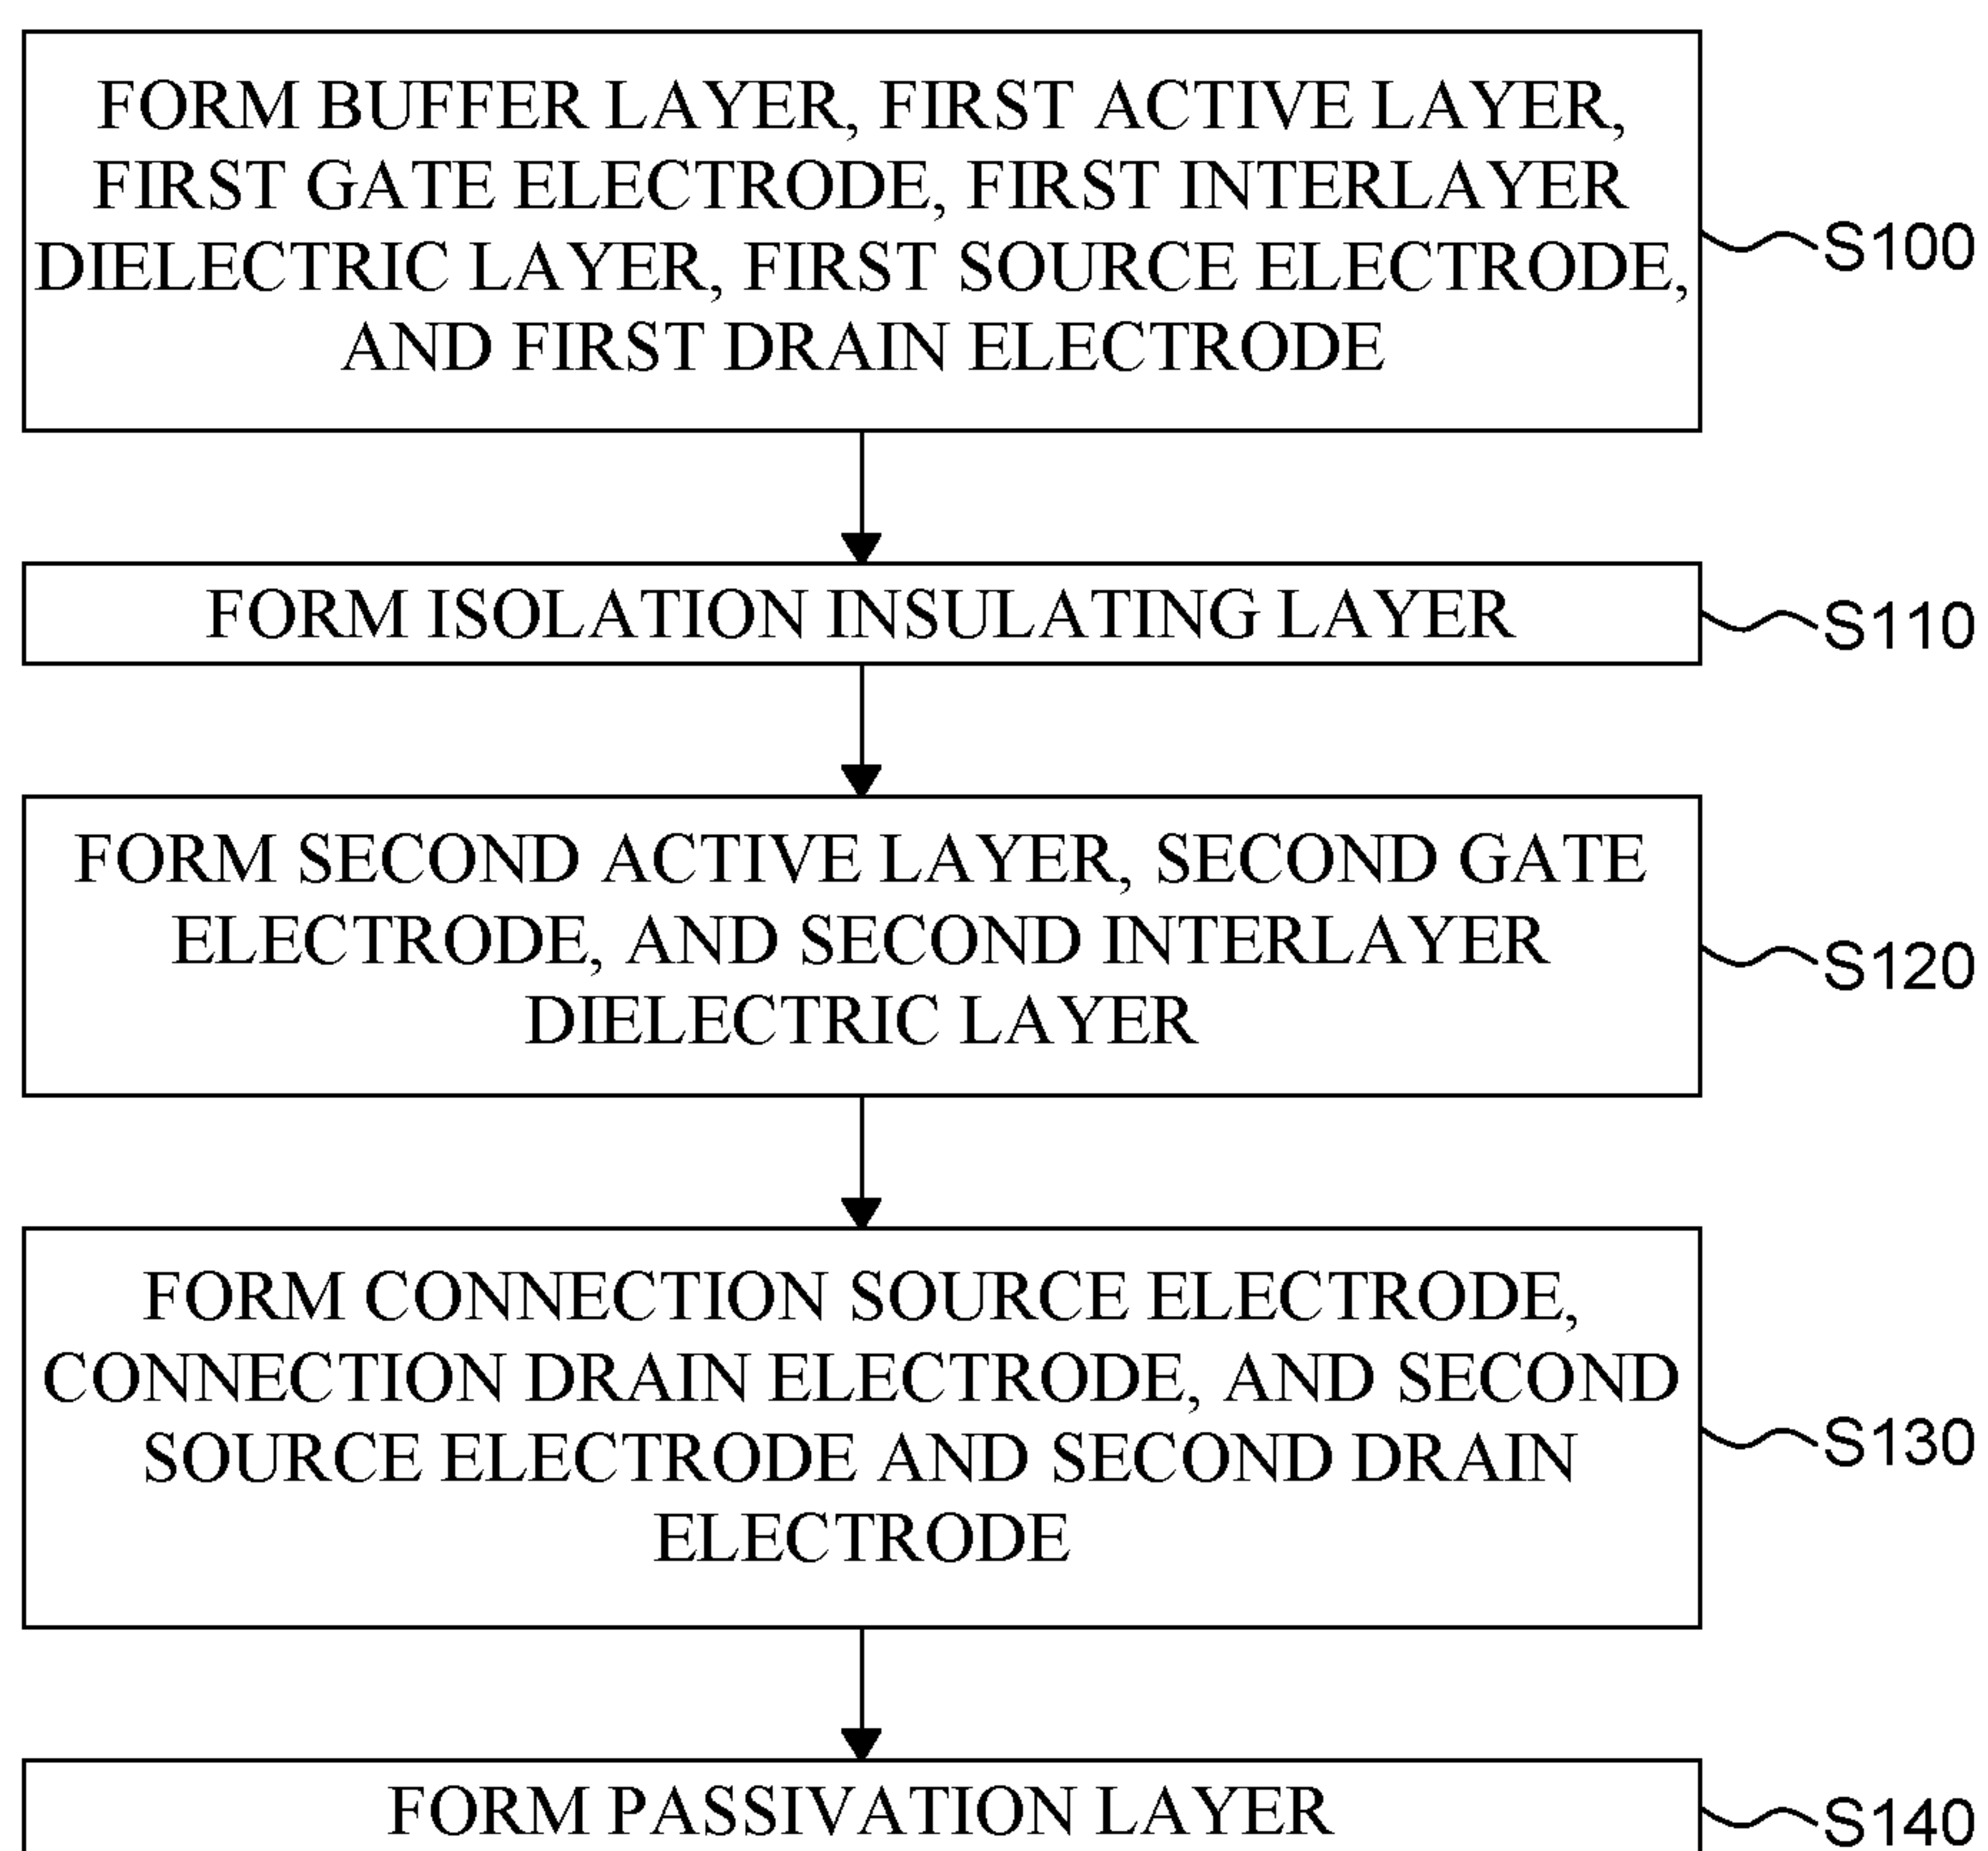 FORM BUFFER LAYER, FIRST ACTIVE LAYER,
FIRST GATE ELECTRODE, FIRST INTERLAYER
DIELECTRIC LAYER, FIRST SOURCE ELECTRODE,
AND FIRST DRAIN ELECTRODE
S100
FORM ISOLATION INSULATING LAYER
S110
FORM SECOND ACTIVE LAYER, SECOND GATE
ELECTRODE, AND SECOND INTERLAYER
DIELECTRIC LAYER
S120
FORM CONNECTION SOURCE ELECTRODE,
CONNECTION DRAIN ELECTRODE, AND SECOND
SOURCE ELECTRODE AND SECOND DRAIN
ELECTRODE
S130
FORM PASSIVATION LAYER
S140